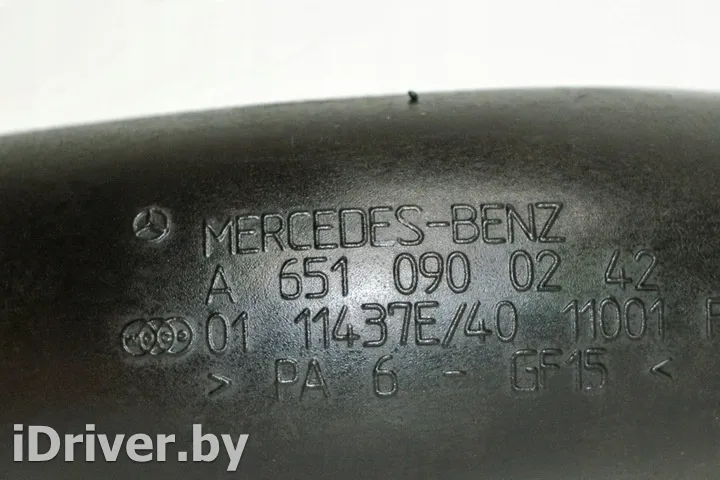 MERCEDES-BENZ
A 651 090 02 42
01 11437E/40 11001
> PA 6 - GF15 <
iDriver.by